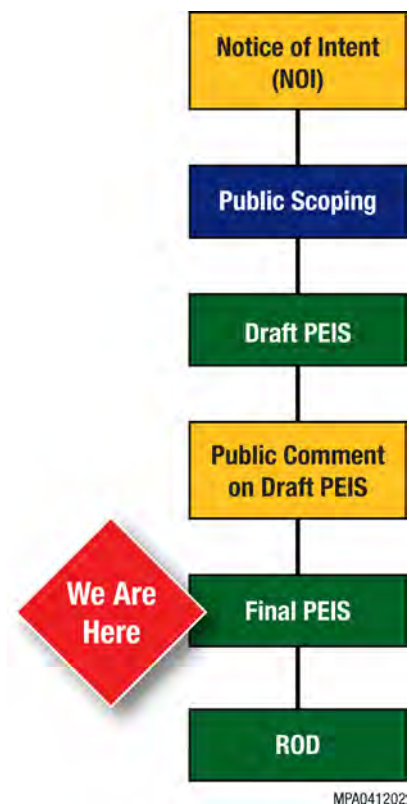 Notice of Intent
(NOI)
Public Scoping
Draft PEIS
Public Comment
on Draft PEIS
We Are
Here
Final PEIS
ROD